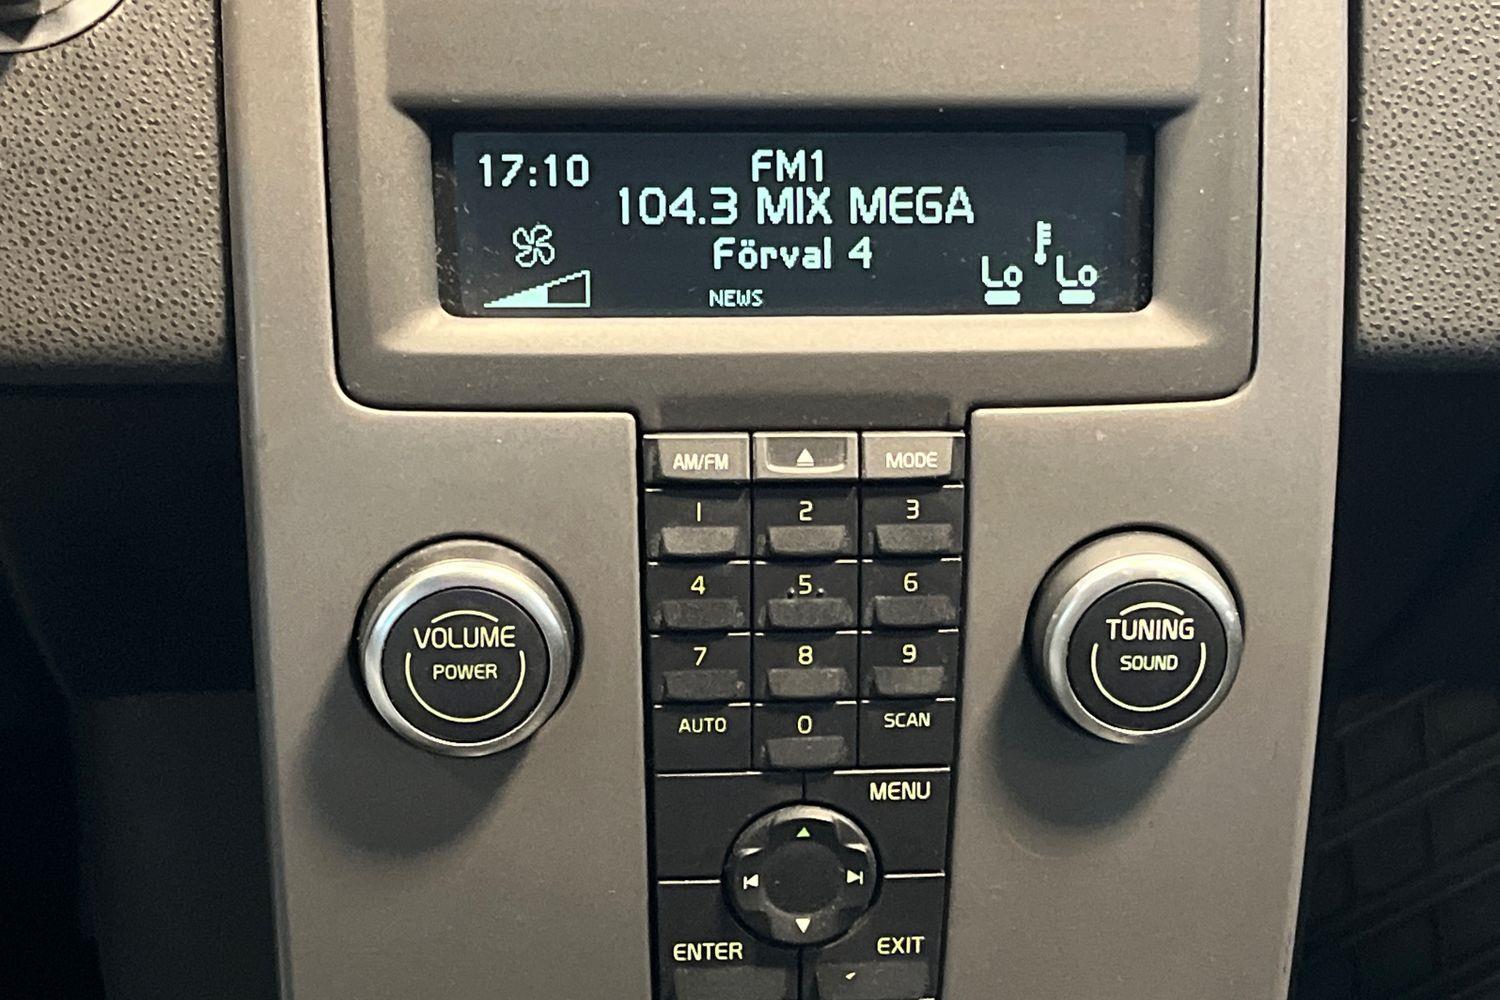 17:10
FM1
104.3 MIX MEGA
Förval 4
NEWS
Lo Lo
AM/FM MODE
1 2 3
4 5 6
7 8 9
AUTO 0 SCAN
VOLUME
POWER
TUNING
SOUND
MENU
ENTER EXIT